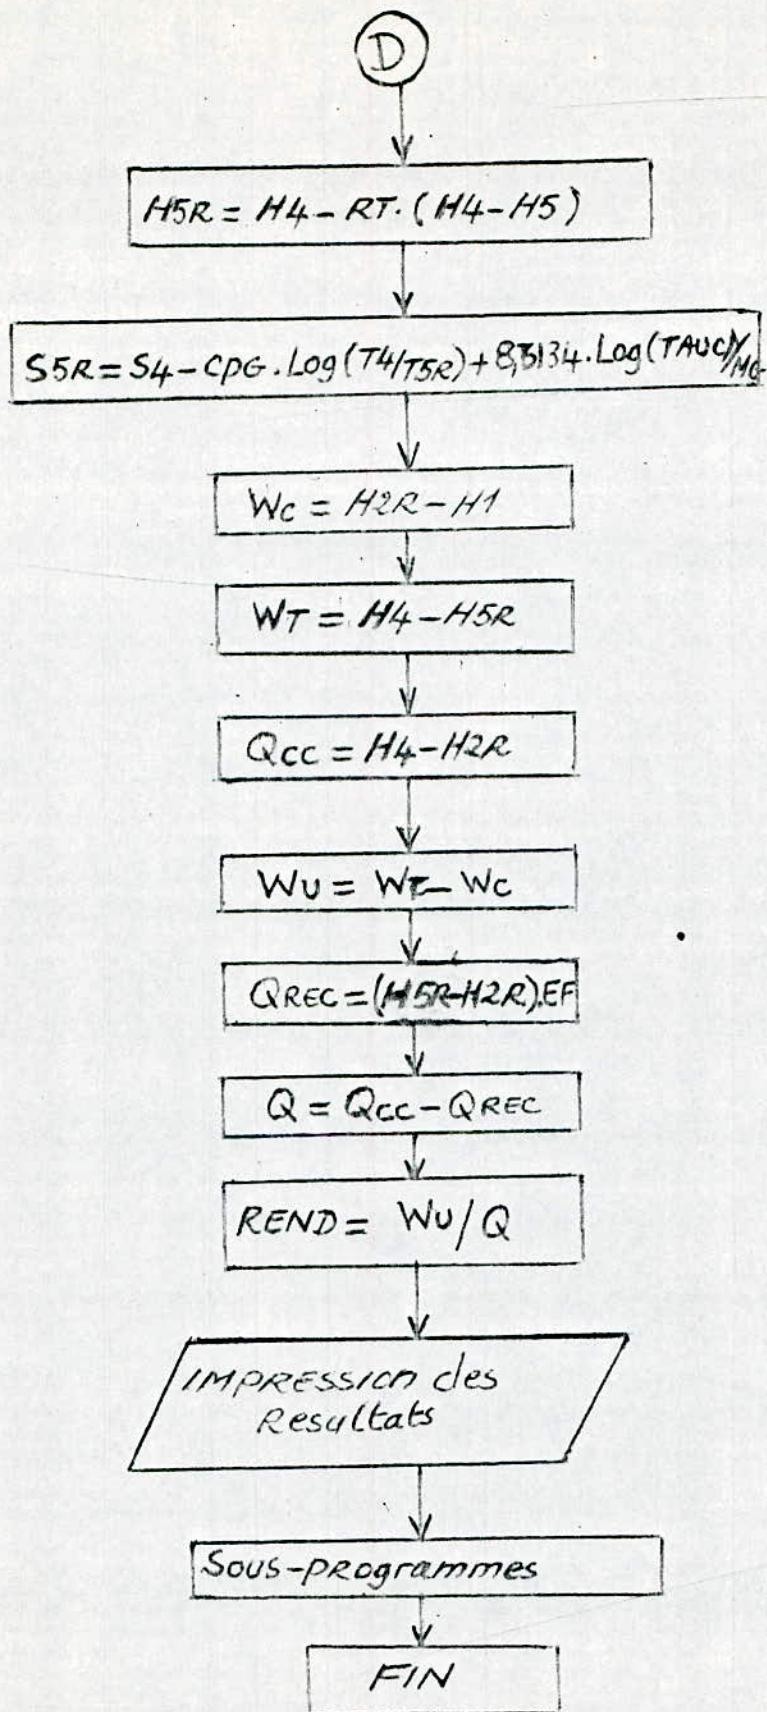 D
H5R = H4 - RT. (H4 - H5)
S5R = S4 - CPG. Log(T4/T5R) + 8,3134. Log(TAUC)/MG
Wc = H2R - H1
WT = H4 - H5R
Qcc = H4 - H2R
WU = WT - Wc
QREC = (H5R-H2R).EF
Q = Qcc - QREC
REND = WU/Q
IMPRESSION des
Resultats
Sous-programmes
FIN